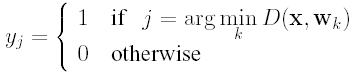 y_j = { 1 if j = arg min_k D(x, w_k)
0 otherwise